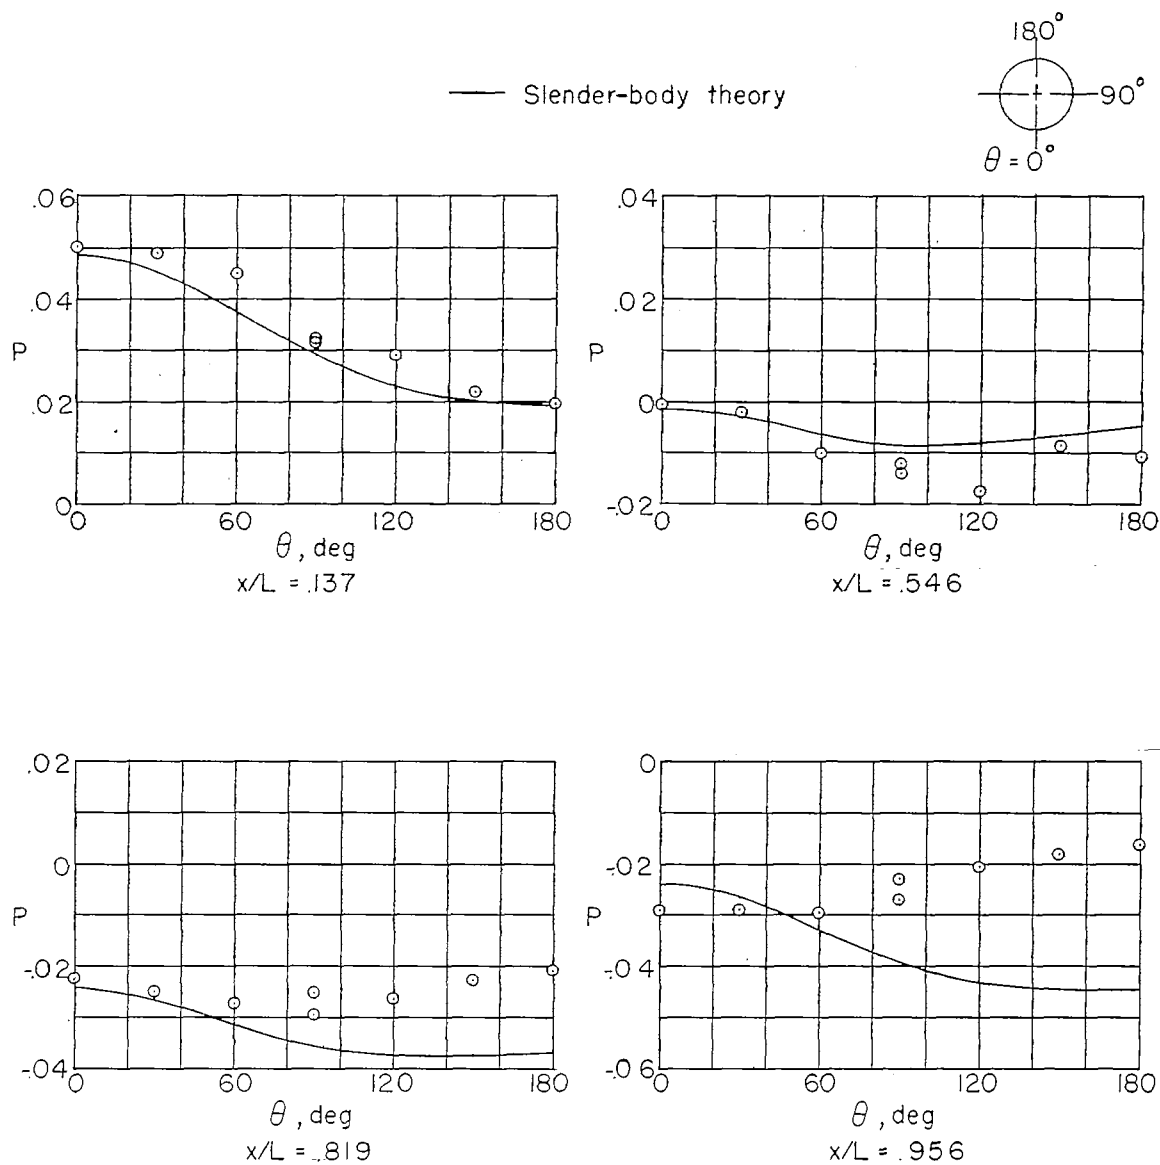 180°
Slender-body theory
90°
θ = 0°
.06
.04
P
.02
0
0 60 120 180
θ, deg
x/L = .137
.04
.02
P
0
-.02
0 60 120 180
θ, deg
x/L = .546
.02
0
P
-.02
-.04
0 60 120 180
θ, deg
x/L = .819
0
-.02
P
-.04
-.06
0 60 120 180
θ, deg
x/L = .956